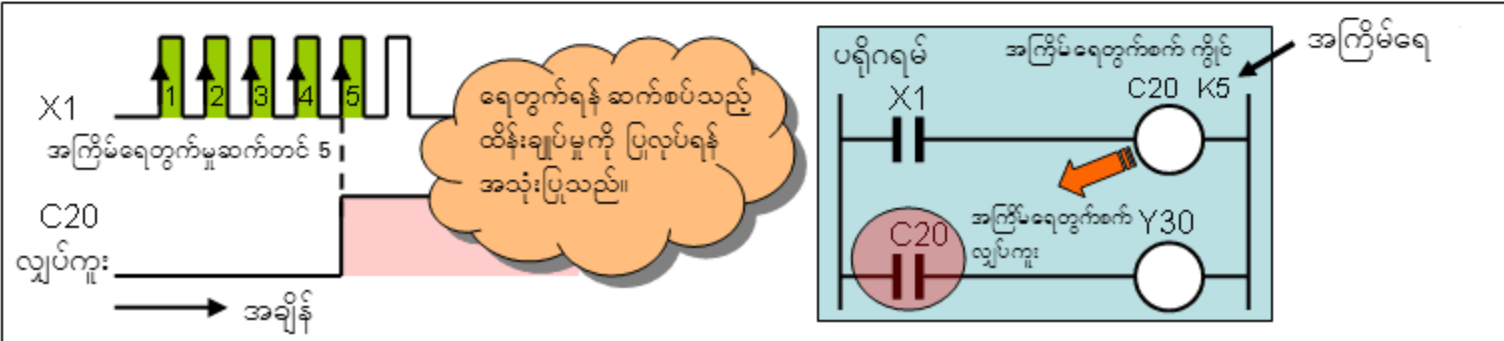 X1
1 2 3 4 5
အကြိမ်ရေတွက်မှုဆက်တင် 5
C20
လျှပ်ကူး
အချိန်
ရေတွက်ရန် ဆက်စပ်သည့်
ထိန်းချုပ်မှုကို ပြုလုပ်ရန်
အသုံးပြုသည်။
ပရိုဂရမ်
အကြိမ်ရေတွက်စက် ကွိုင်
အကြိမ်ရေ
X1
C20 K5
C20
အကြိမ်ရေတွက်စက်
လျှပ်ကူး
Y30